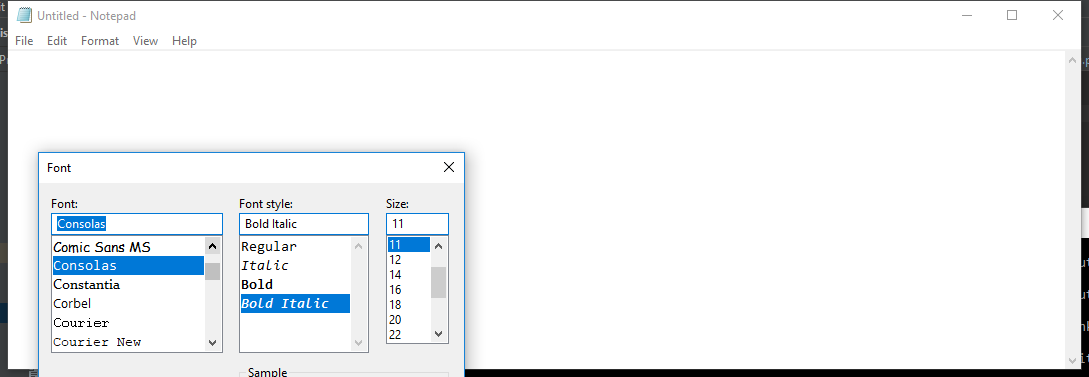 Untitled - Notepad
File Edit Format View Help
Font
Font: Font style: Size:
Consolas Bold Italic 11
Comic Sans MS
Consolas
Constantia
Corbel
Courier
Courier New
Regular
Italic
Bold
Bold Italic
11
12
14
16
18
20
22
Sample